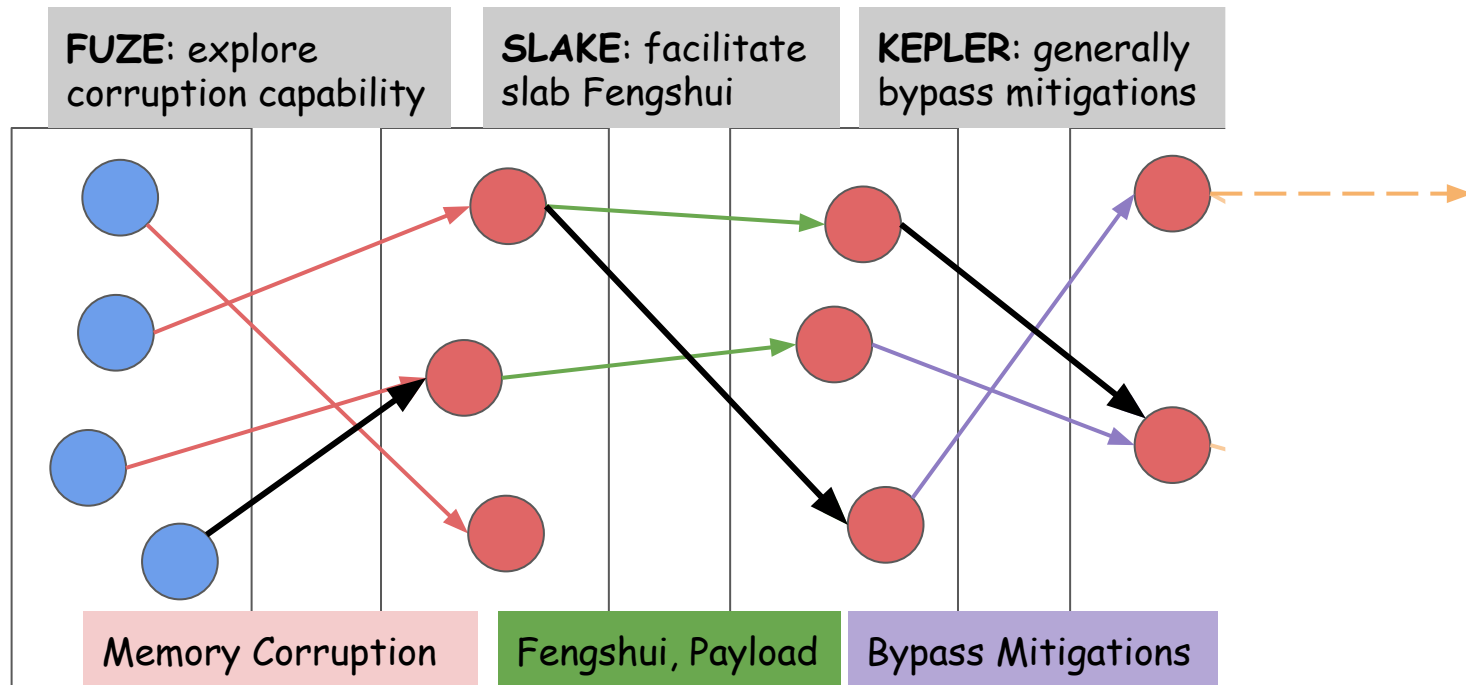 FUZE: explore
corruption capability
SLAKE: facilitate
slab Fengshui
KEPLER: generally
bypass mitigations
Memory Corruption
Fengshui, Payload
Bypass Mitigations